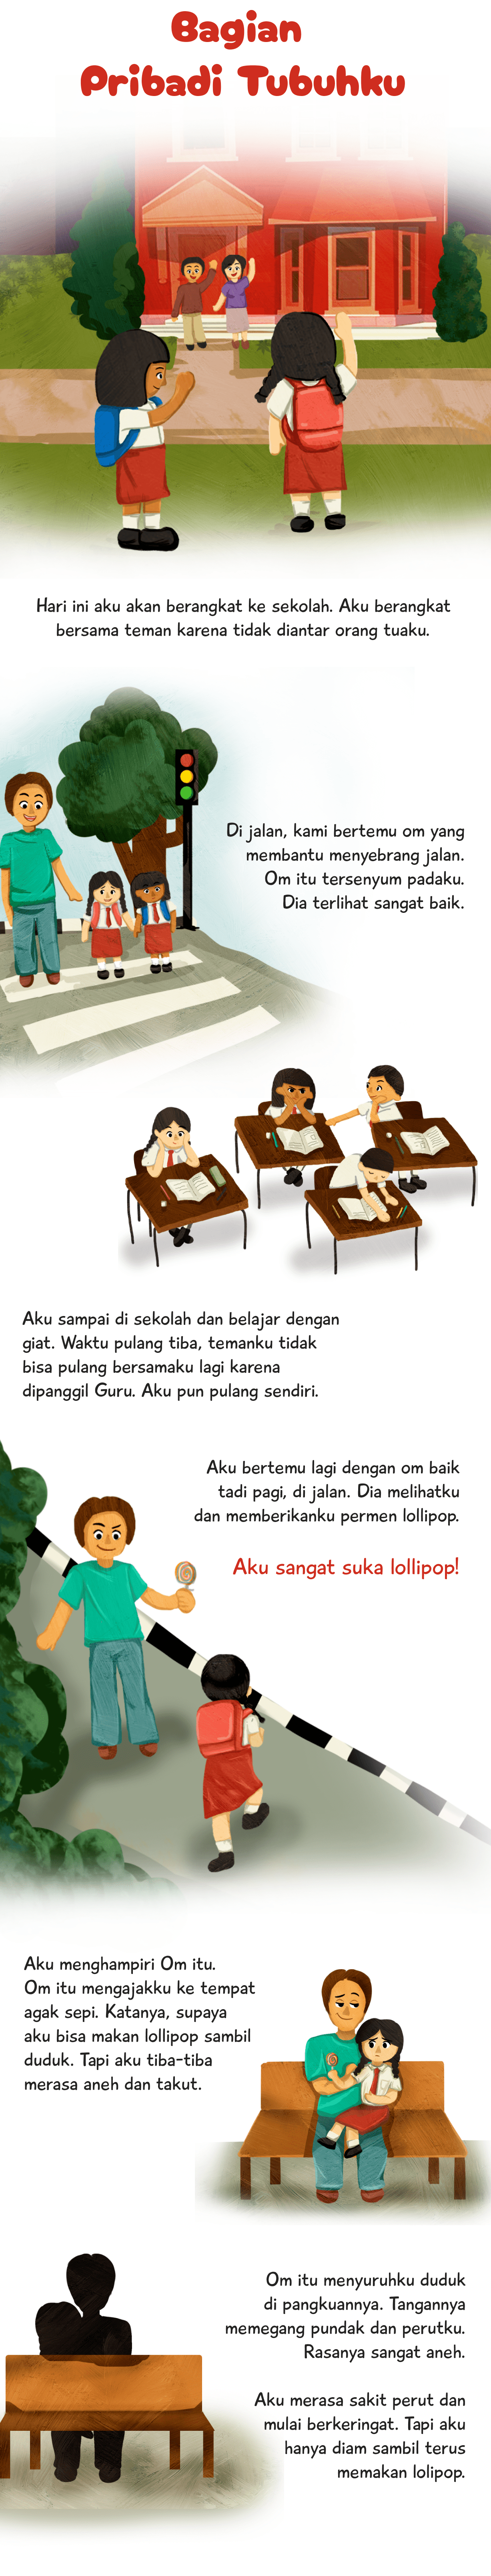 Bagian
Pribadi Tubuhku
Hari ini aku akan berangkat ke sekolah. Aku berangkat
bersama teman karena tidak diantar orang tuaku.
Di jalan, kami bertemu om yang
membantu menyebrang jalan.
Om itu tersenyum padaku.
Dia terlihat sangat baik.
Aku sampai di sekolah dan belajar dengan
giat. Waktu pulang tiba, temanku tidak
bisa pulang bersamaku lagi karena
dipanggil Guru. Aku pun pulang sendiri.
Aku bertemu lagi dengan om baik
tadi pagi, di jalan. Dia melihatku
dan memberikanku permen lollipop.
Aku sangat suka lollipop!
Aku menghampiri Om itu.
Om itu mengajakku ke tempat
agak sepi. Katanya, supaya
aku bisa makan lollipop sambil
duduk. Tapi aku tiba-tiba
merasa aneh dan takut.
Om itu menyuruhku duduk
di pangkuannya. Tangannya
memegang pundak dan perutku.
Rasanya sangat aneh.
Aku merasa sakit perut dan
mulai berkeringat. Tapi aku
hanya diam sambil terus
memakan lolipop.